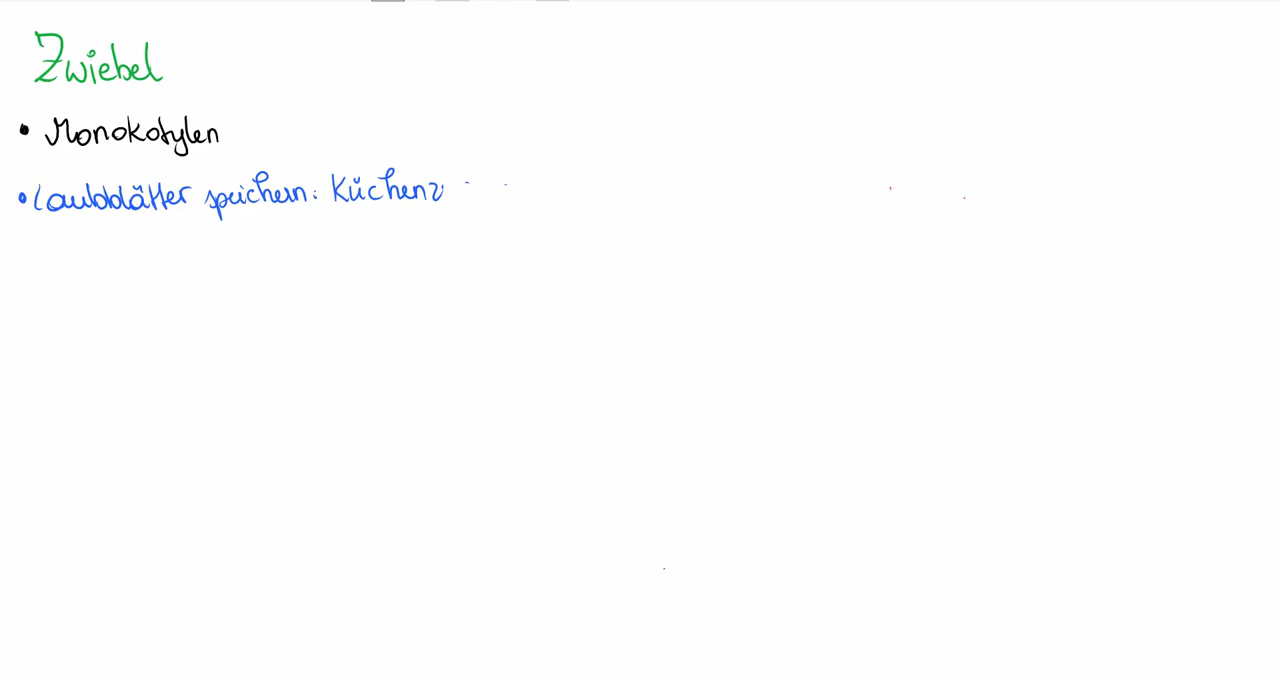 Zwiebel
• Monokotylen
• Laubblätter speichern: Küchenz